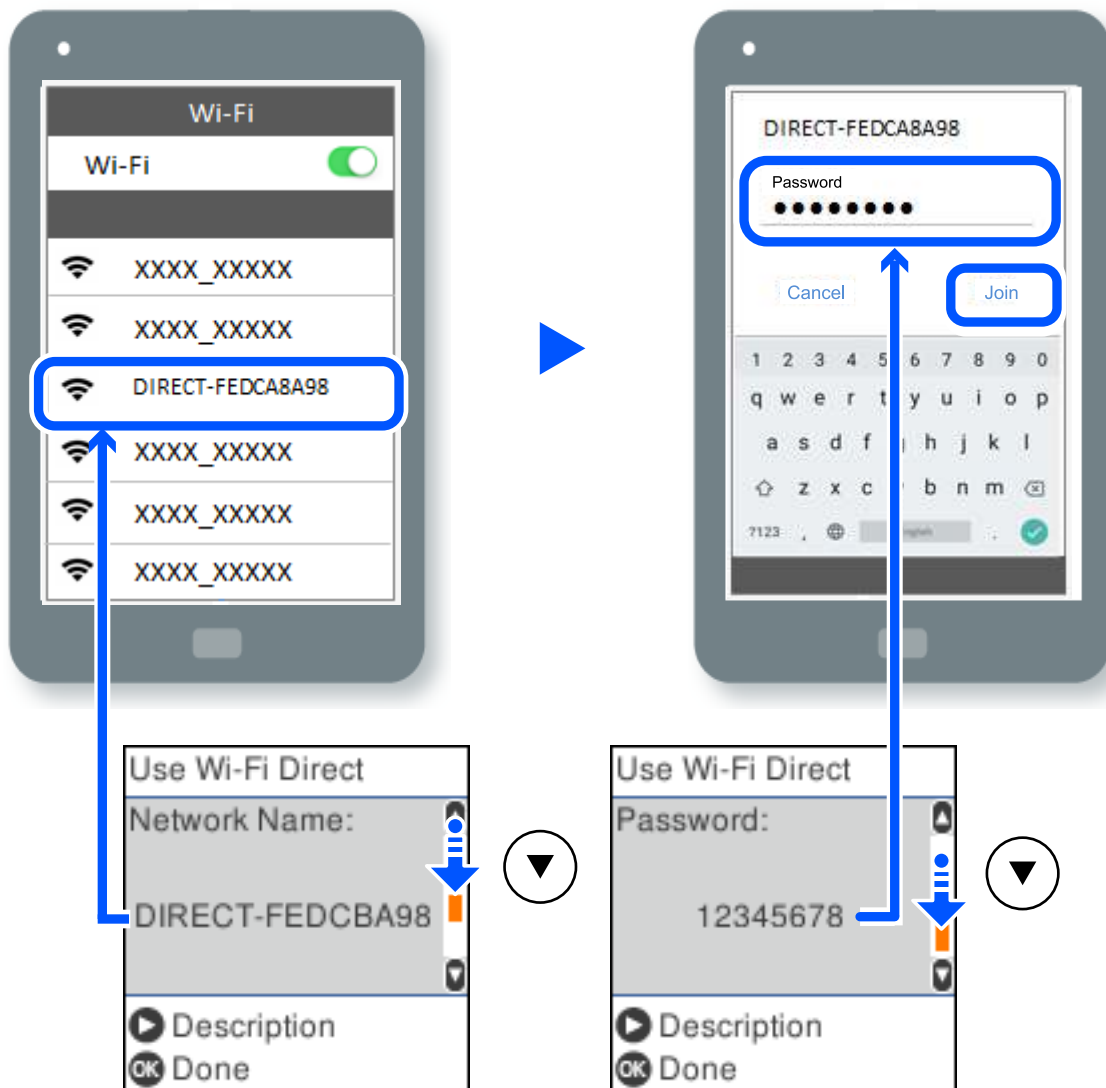 Wi-Fi
Wi-Fi
XXXX_XXXXX
XXXX_XXXXX
DIRECT-FEDCA8A98
XXXX_XXXXX
XXXX_XXXXX
XXXX_XXXXX
DIRECT-FEDCA8A98
Password
●●●●●●●●
Cancel Join
1 2 3 4 5 6 7 8 9 0
q w e r t y u i o p
a s d f h j k l
z x c b n m
?123 , .
Use Wi-Fi Direct
Network Name:
DIRECT-FEDCBA98
Description
OK Done
Use Wi-Fi Direct
Password:
12345678
Description
OK Done